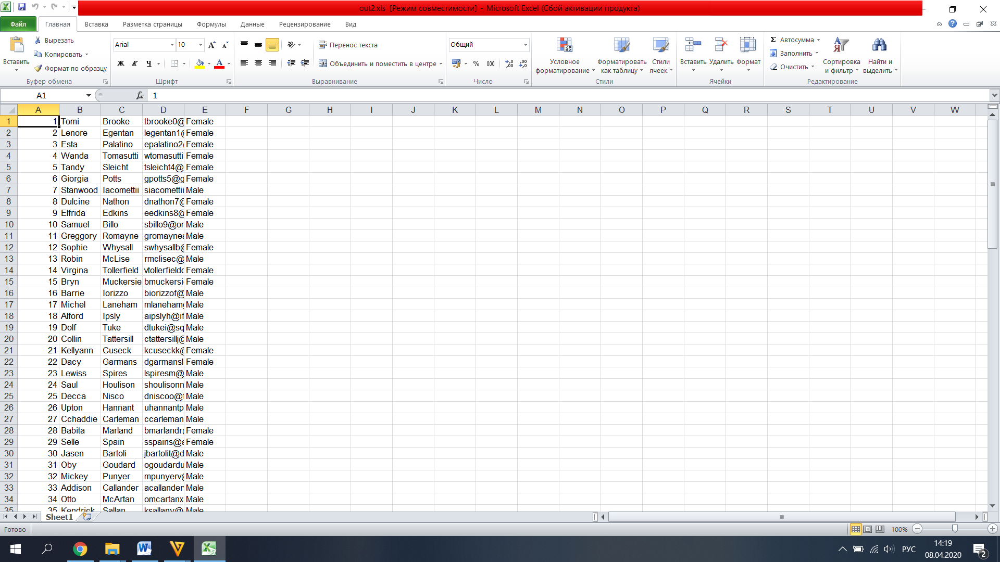 out2.xls [Режим совместимости] - Microsoft Excel (Сбой активации продукта)
Файл Главная Вставка Разметка страницы Формулы Данные Рецензирование Вид
Вставить
Вырезать
Копировать
Формат по образцу
Буфер обмена
Arial 10
Ж К Ч
Шрифт
Перенос текста
Объединить и поместить в центре
Выравнивание
Общий
% 000
Число
Условное форматирование
Форматировать как таблицу
Стили ячеек
Стили
Вставить Удалить Формат
Ячейки
Σ Автосумма
Заполнить
Очистить
Сортировка и фильтр
Найти и выделить
Редактирование
A1 fx 1
A B C D E F G H I J K L M N O P Q R S T U V W
1 1 Tomi Brooke tbrooke0@ Female
2 2 Lenore Egentan legentan1@ Female
3 3 Esta Palatino epalatino2@ Female
4 4 Wanda Tomasutti wtomasutti Female
5 5 Tandy Sleicht tsleicht4@ Female
6 6 Giorgia Potts gpotts5@g Female
7 7 Stanwood Iacomettii siacomettii Male
8 8 Dulcine Nathon dnathon7@ Female
9 9 Elfrida Edkins eedkins8@ Female
10 10 Samuel Billo sbillo9@or Male
11 11 Greggory Romayne gromaynea Male
12 12 Sophie Whysall swhysallb@ Female
13 13 Robin McLise rmclisec@ Male
14 14 Virgina Tollerfield vtollerfieldd Female
15 15 Bryn Muckersie bmuckersi Female
16 16 Barrie Iorizzo biorizzof@ Male
17 17 Michel Laneham mlanehamg Male
18 18 Alford Ipsly aipslyh@if Male
19 19 Dolf Tuke dtukei@sq Male
20 20 Collin Tattersill ctattersillj@ Male
21 21 Kellyann Cuseck kcuseckk@ Female
22 22 Dacy Garmans dgarmansl Female
23 23 Lewiss Spires lspiresm@ Male
24 24 Saul Houlison shoulisonn Male
25 25 Decca Nisco dniscoo@ Male
26 26 Upton Hannant uhannantp Male
27 27 Cchaddie Carleman ccarleman Male
28 28 Babita Marland bmarlandr@ Female
29 29 Selle Spain sspains@a Female
30 30 Jasen Bartoli jbartolit@d Male
31 31 Oby Goudard ogoudardu Male
32 32 Mickey Punyer mpunyerv@ Male
33 33 Addison Callander acallander Male
34 34 Otto McArtan omcartanx Male
35 35 Kendrick Sallan ksallany@ Male
Sheet1
Готово 100%
РУС 14:19
08.04.2020
2